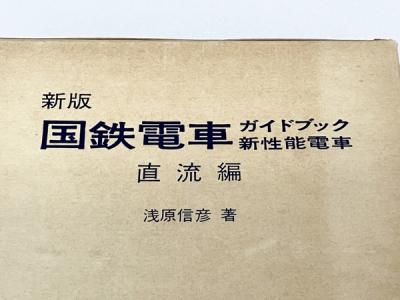 新版
国鉄電車ガイドブック
新性能電車
直流編
浅原信彦 著